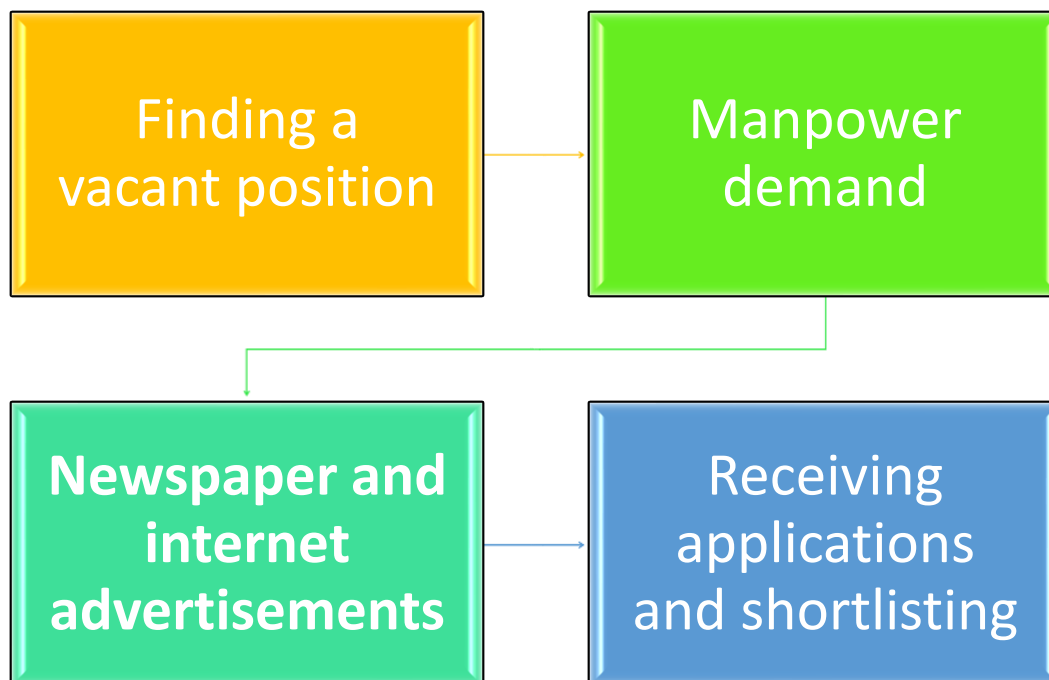 Finding a
vacant position
Manpower
demand
Newspaper and
internet
advertisements
Receiving
applications
and shortlisting